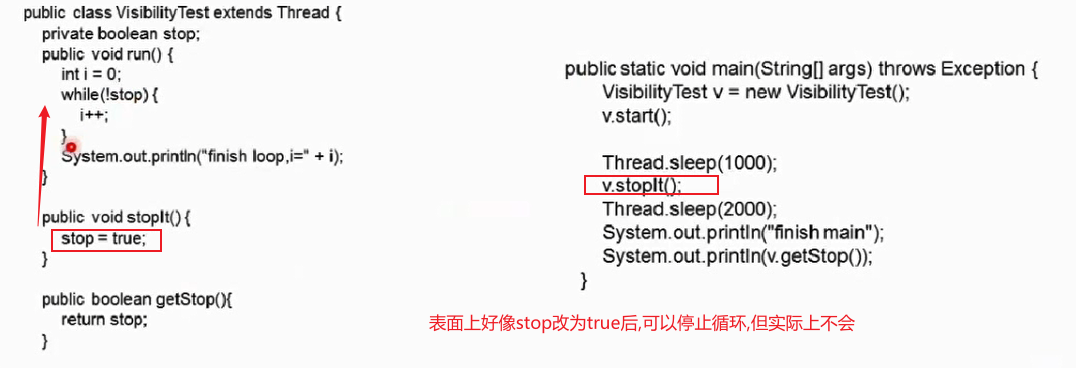 public class VisibilityTest extends Thread {
private boolean stop;
public void run() {
int i = 0;
while(!stop) {
i++;
}
System.out.println("finish loop,i=" + i);
}
public void stopIt() {
stop = true;
}
public boolean getStop(){
return stop;
}
public static void main(String[] args) throws Exception {
VisibilityTest v = new VisibilityTest();
v.start();
Thread.sleep(1000);
v.stopIt();
Thread.sleep(2000);
System.out.println("finish main");
System.out.println(v.getStop());
}
表面上好像stop改为true后,可以停止循环,但实际上不会